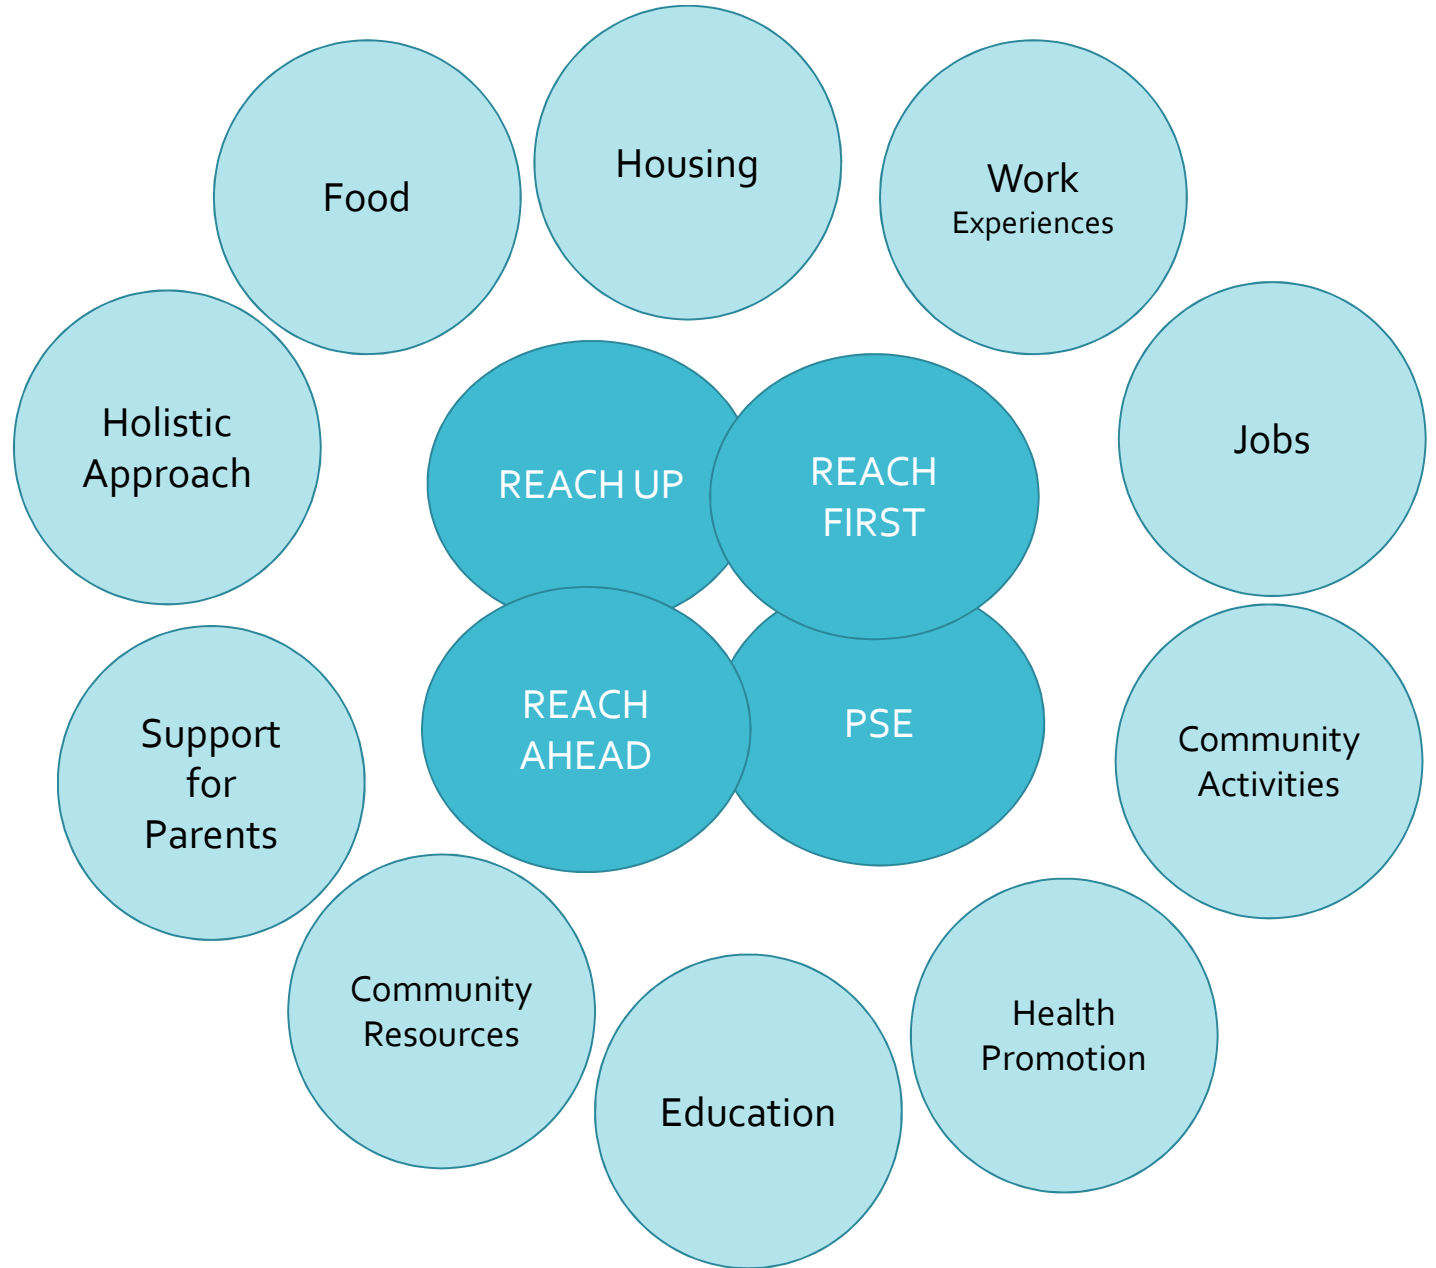 Housing
Food
Work
Experiences
Holistic
Approach
Jobs
REACH UP
REACH
FIRST
REACH
AHEAD
PSE
Support
for
Parents
Community
Activities
Community
Resources
Health
Promotion
Education